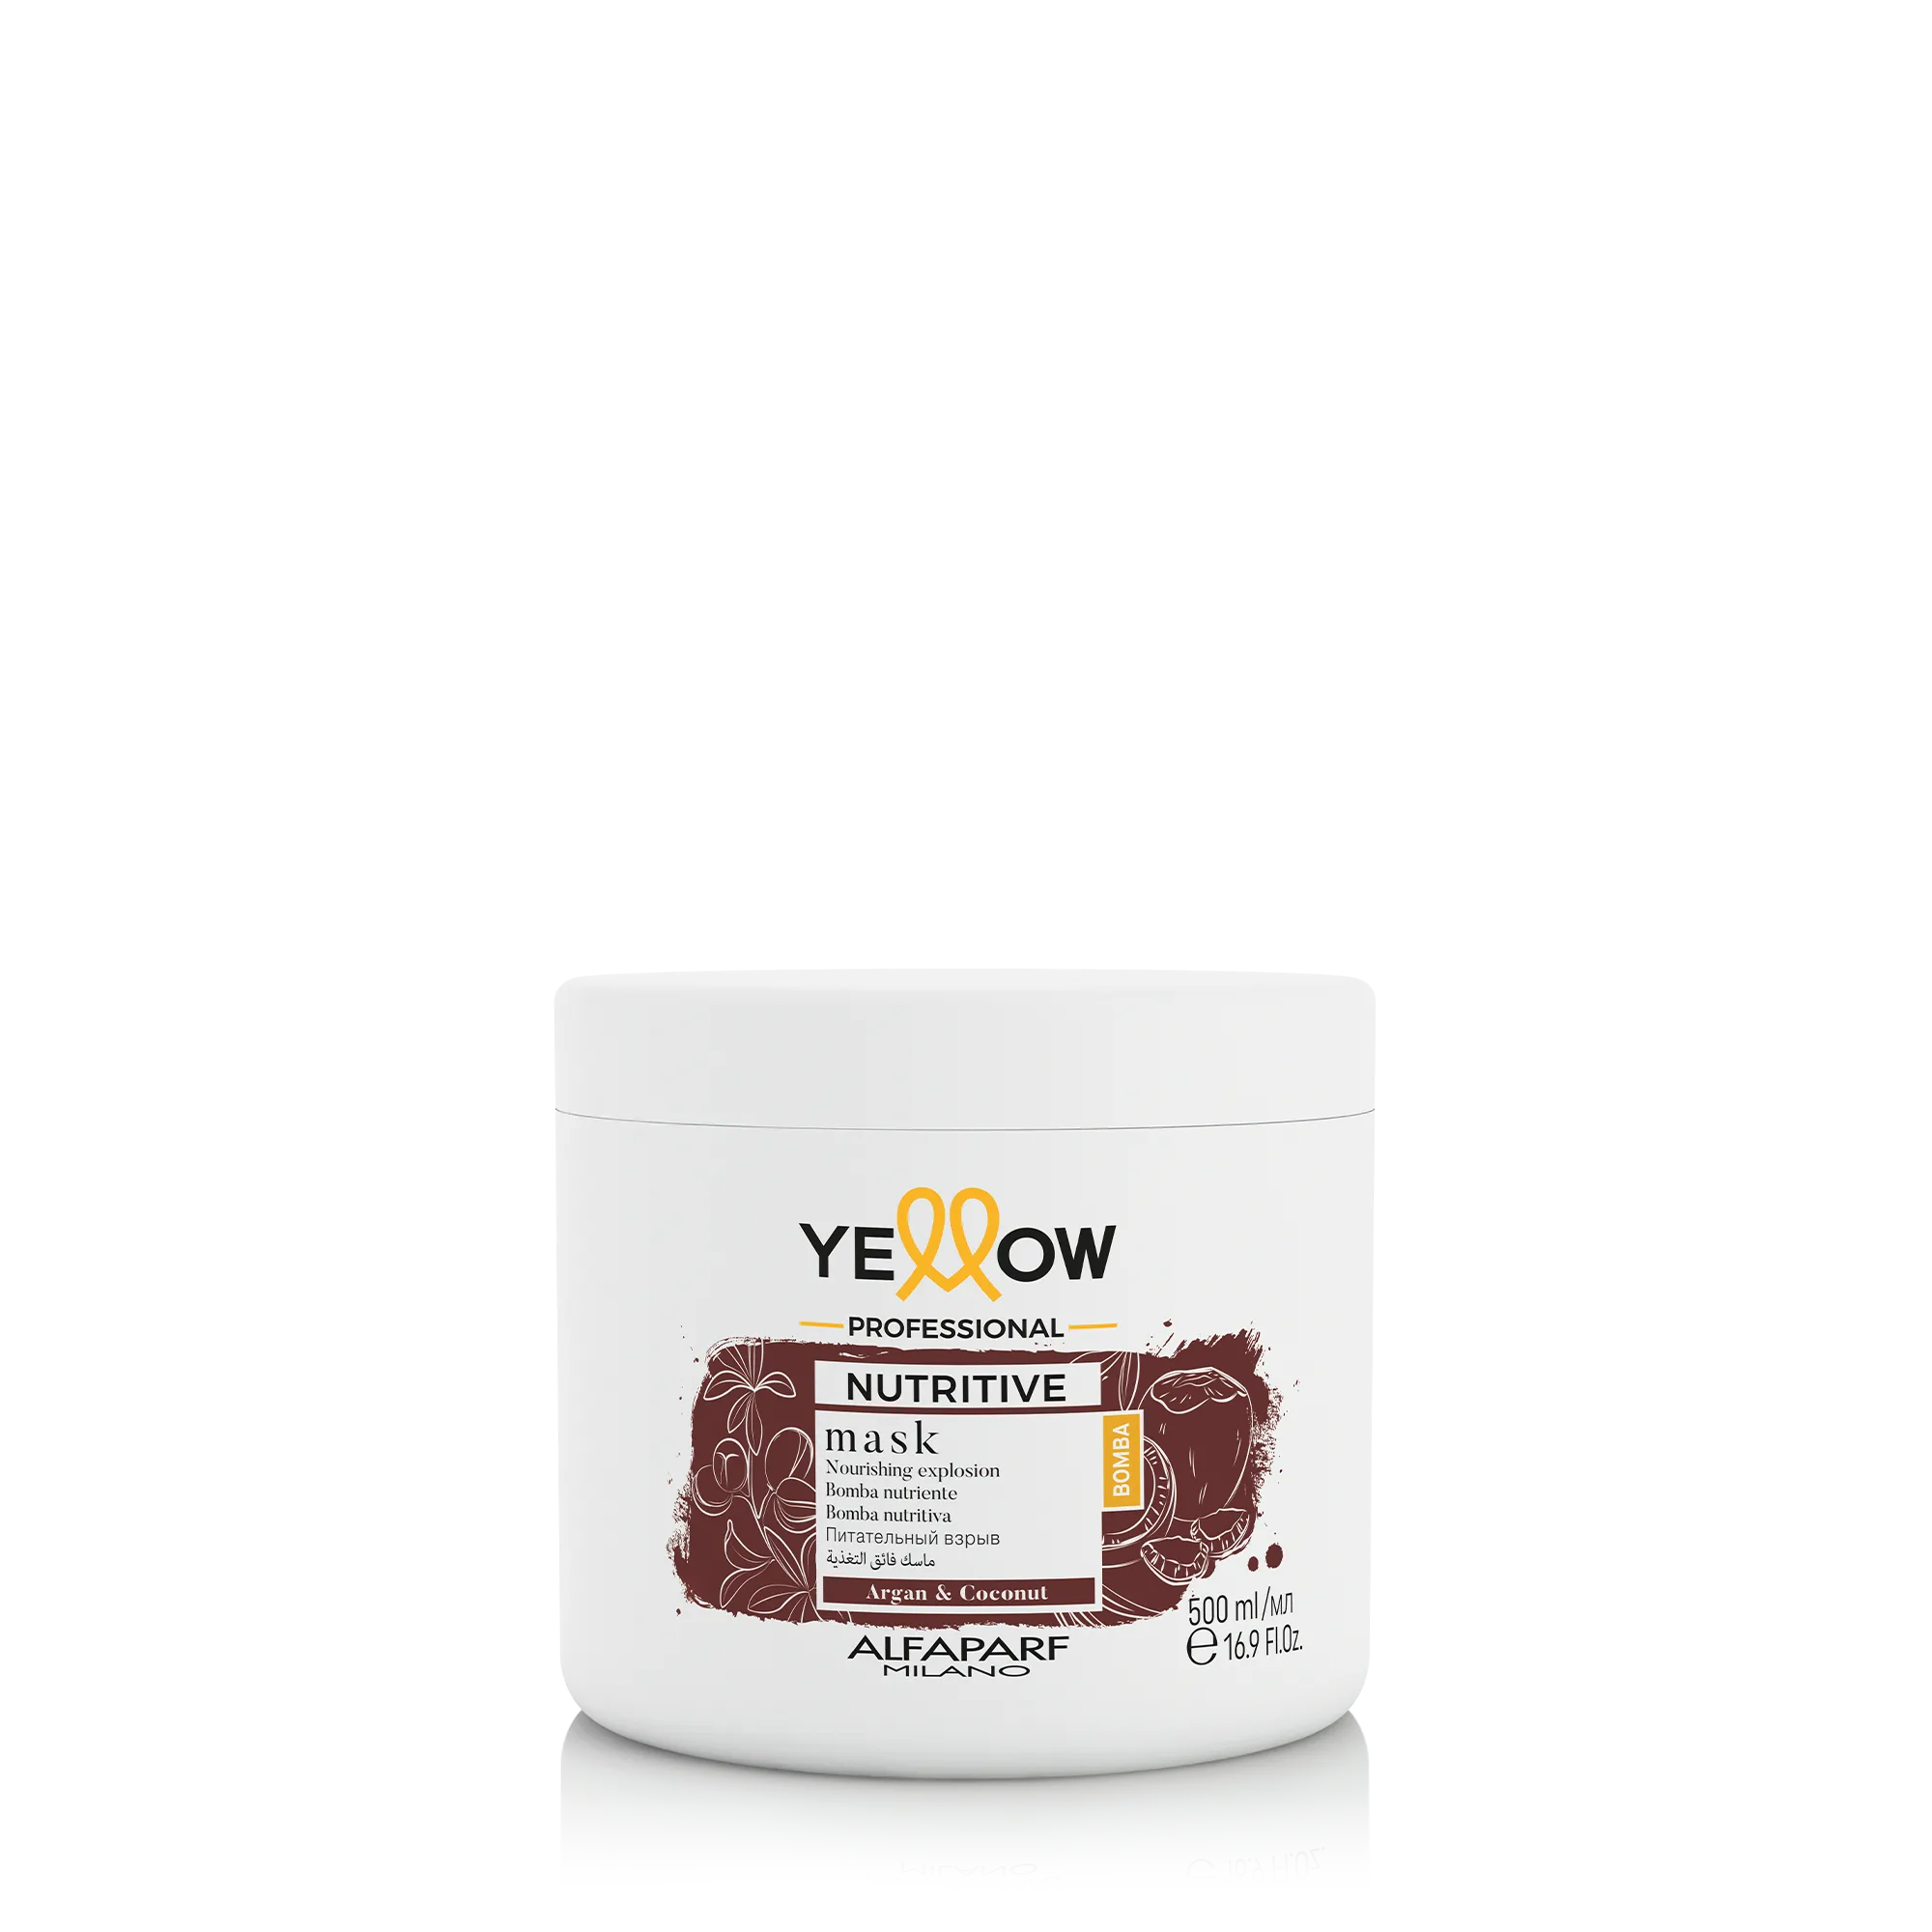 YELLOW
PROFESSIONAL
NUTRITIVE
mask
Nourishing explosion
Bomba nutriente
Bomba nutritiva
Питательный взрыв
ماسك فائق التغذية
Argan & Coconut
BOMBA
500 ml/мл
℮ 16.9 Fl.Oz.
ALFAPARF
MILANO